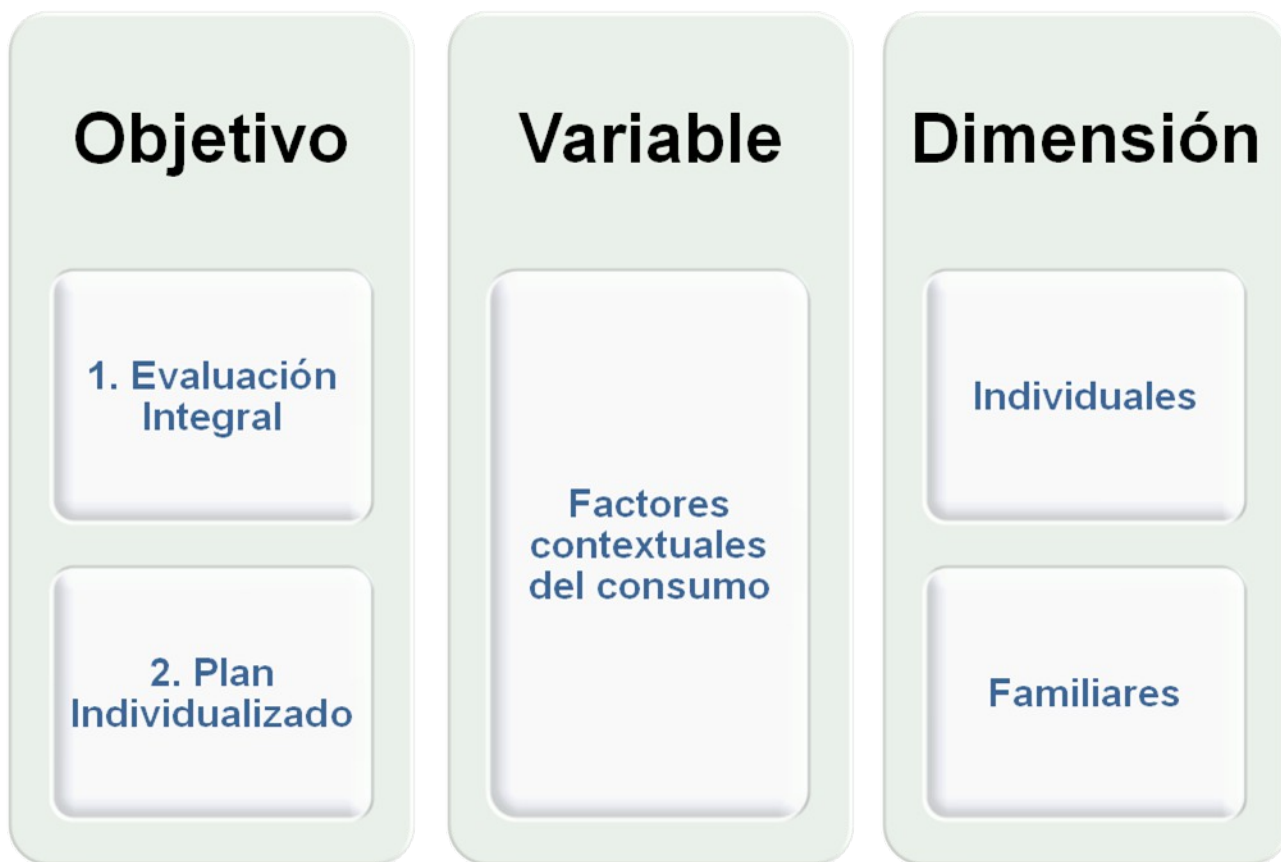 Objetivo
1. Evaluación
Integral
2. Plan
Individualizado
Variable
Factores
contextuales
del consumo
Dimensión
Individuales
Familiares